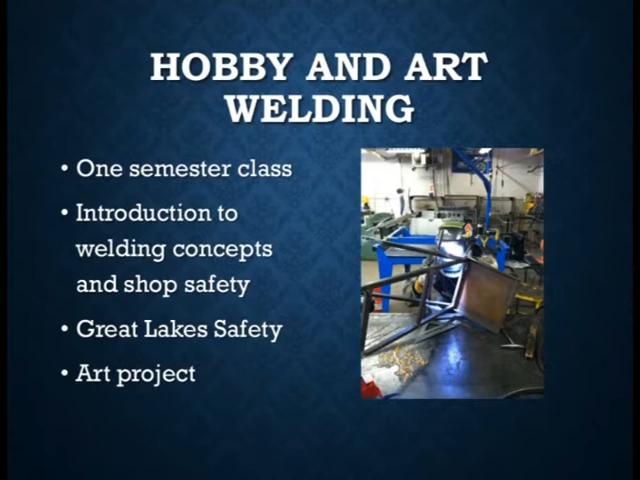 HOBBY AND ART
WELDING
• One semester class
• Introduction to
welding concepts
and shop safety
• Great Lakes Safety
• Art project